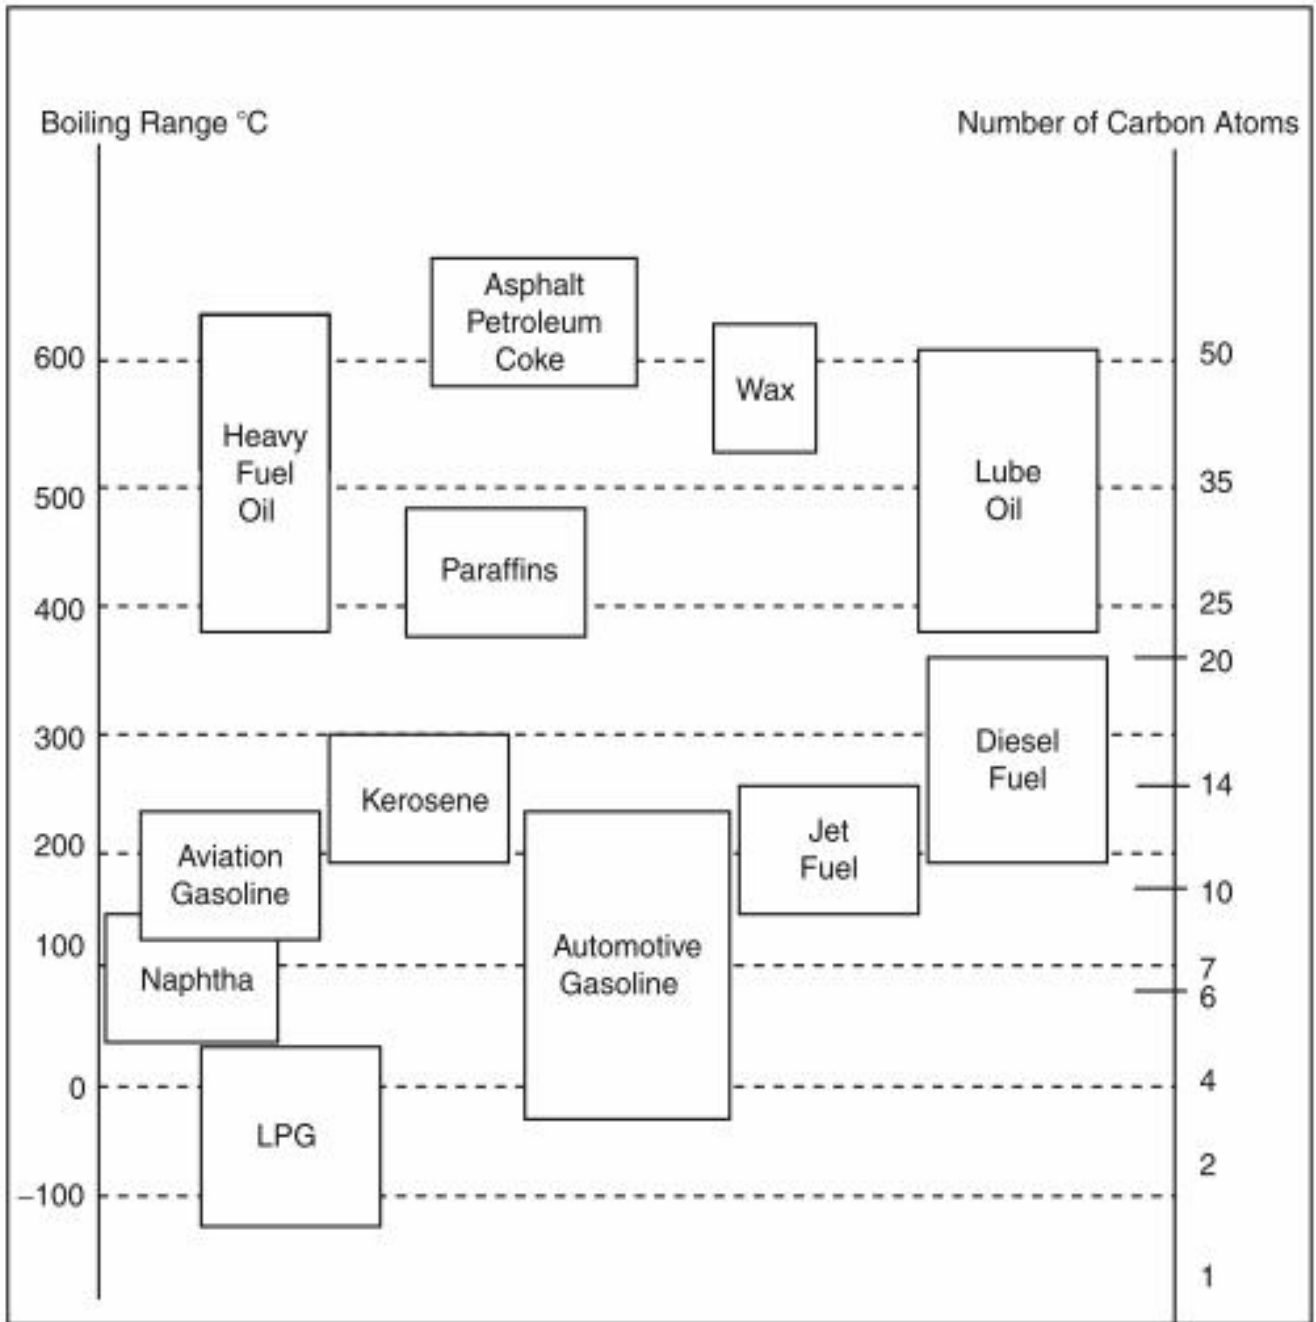 Boiling Range °C
Number of Carbon Atoms
Asphalt
Petroleum
Coke
600
50
Wax
Heavy
Fuel
Oil
Lube
Oil
500
35
Paraffins
400
25
20
300
Diesel
Fuel
14
Kerosene
Jet
Fuel
200
Aviation
Gasoline
10
100
Automotive
Gasoline
7
Naphtha
6
0
4
LPG
2
–100
1